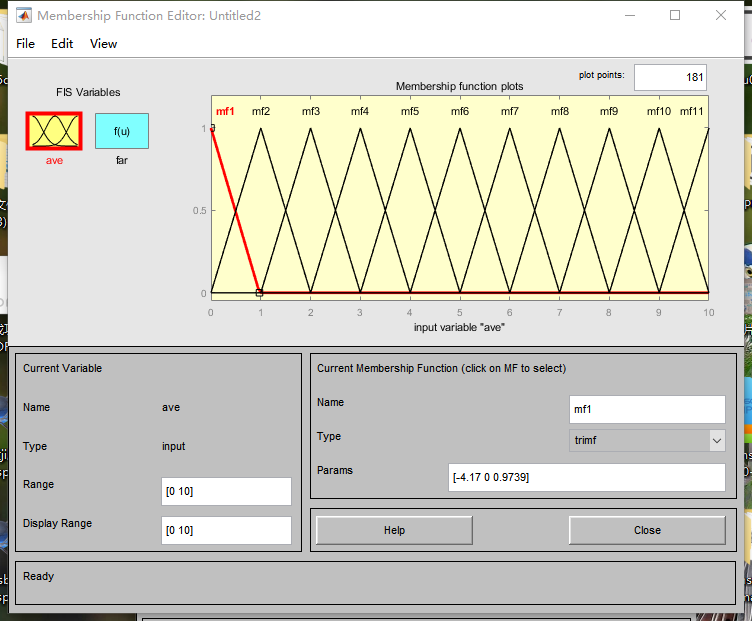 Membership Function Editor: Untitled2
File Edit View
FIS Variables
f(u)
ave far
plot points: 181
Membership function plots
mf1 mf2 mf3 mf4 mf5 mf6 mf7 mf8 mf9 mf10 mf11
1
0.5
0
0 1 2 3 4 5 6 7 8 9 10
input variable "ave"
Current Variable
Name ave
Type input
Range [0 10]
Display Range [0 10]
Current Membership Function (click on MF to select)
Name mf1
Type trimf
Params [-4.17 0 0.9739]
Help Close
Ready